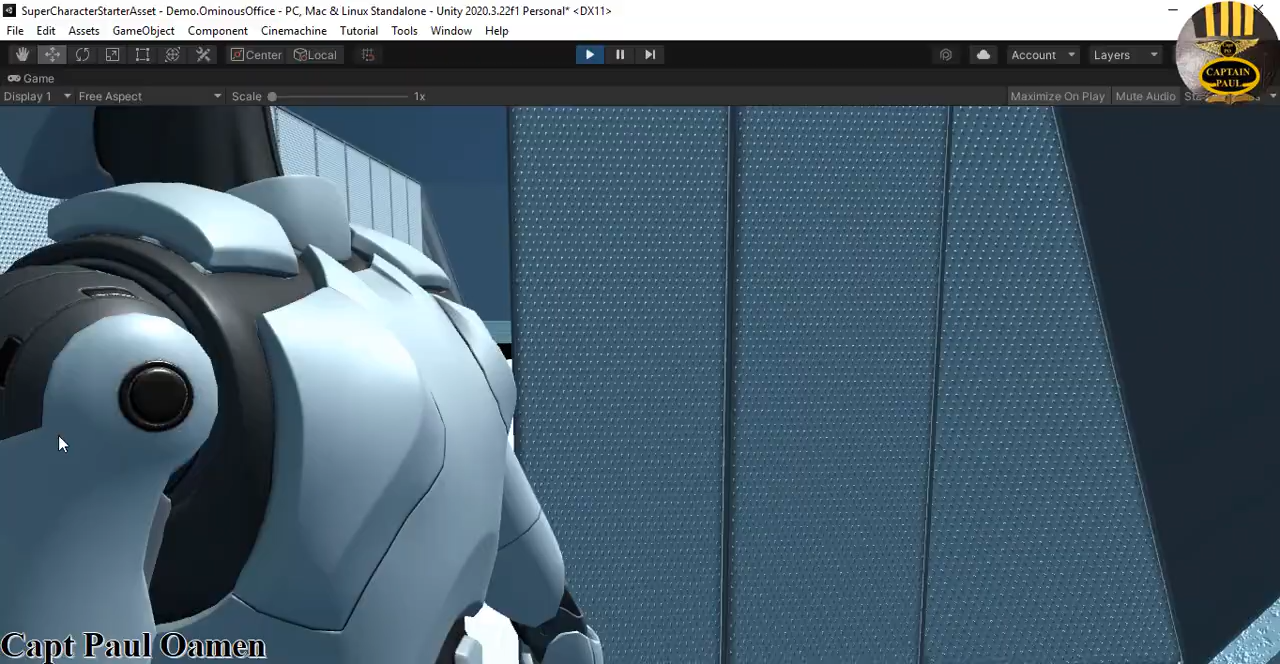 SuperCharacterStarterAsset - Demo.OminousOffice - PC, Mac & Linux Standalone - Unity 2020.3.22f1 Personal* <DX11>
File Edit Assets GameObject Component Cinemachine Tutorial Tools Window Help
Center Local Account Layers
CAPTAIN
PAUL
Game
Display 1 Free Aspect Scale 1x Maximize On Play Mute Audio
Capt Paul Oamen